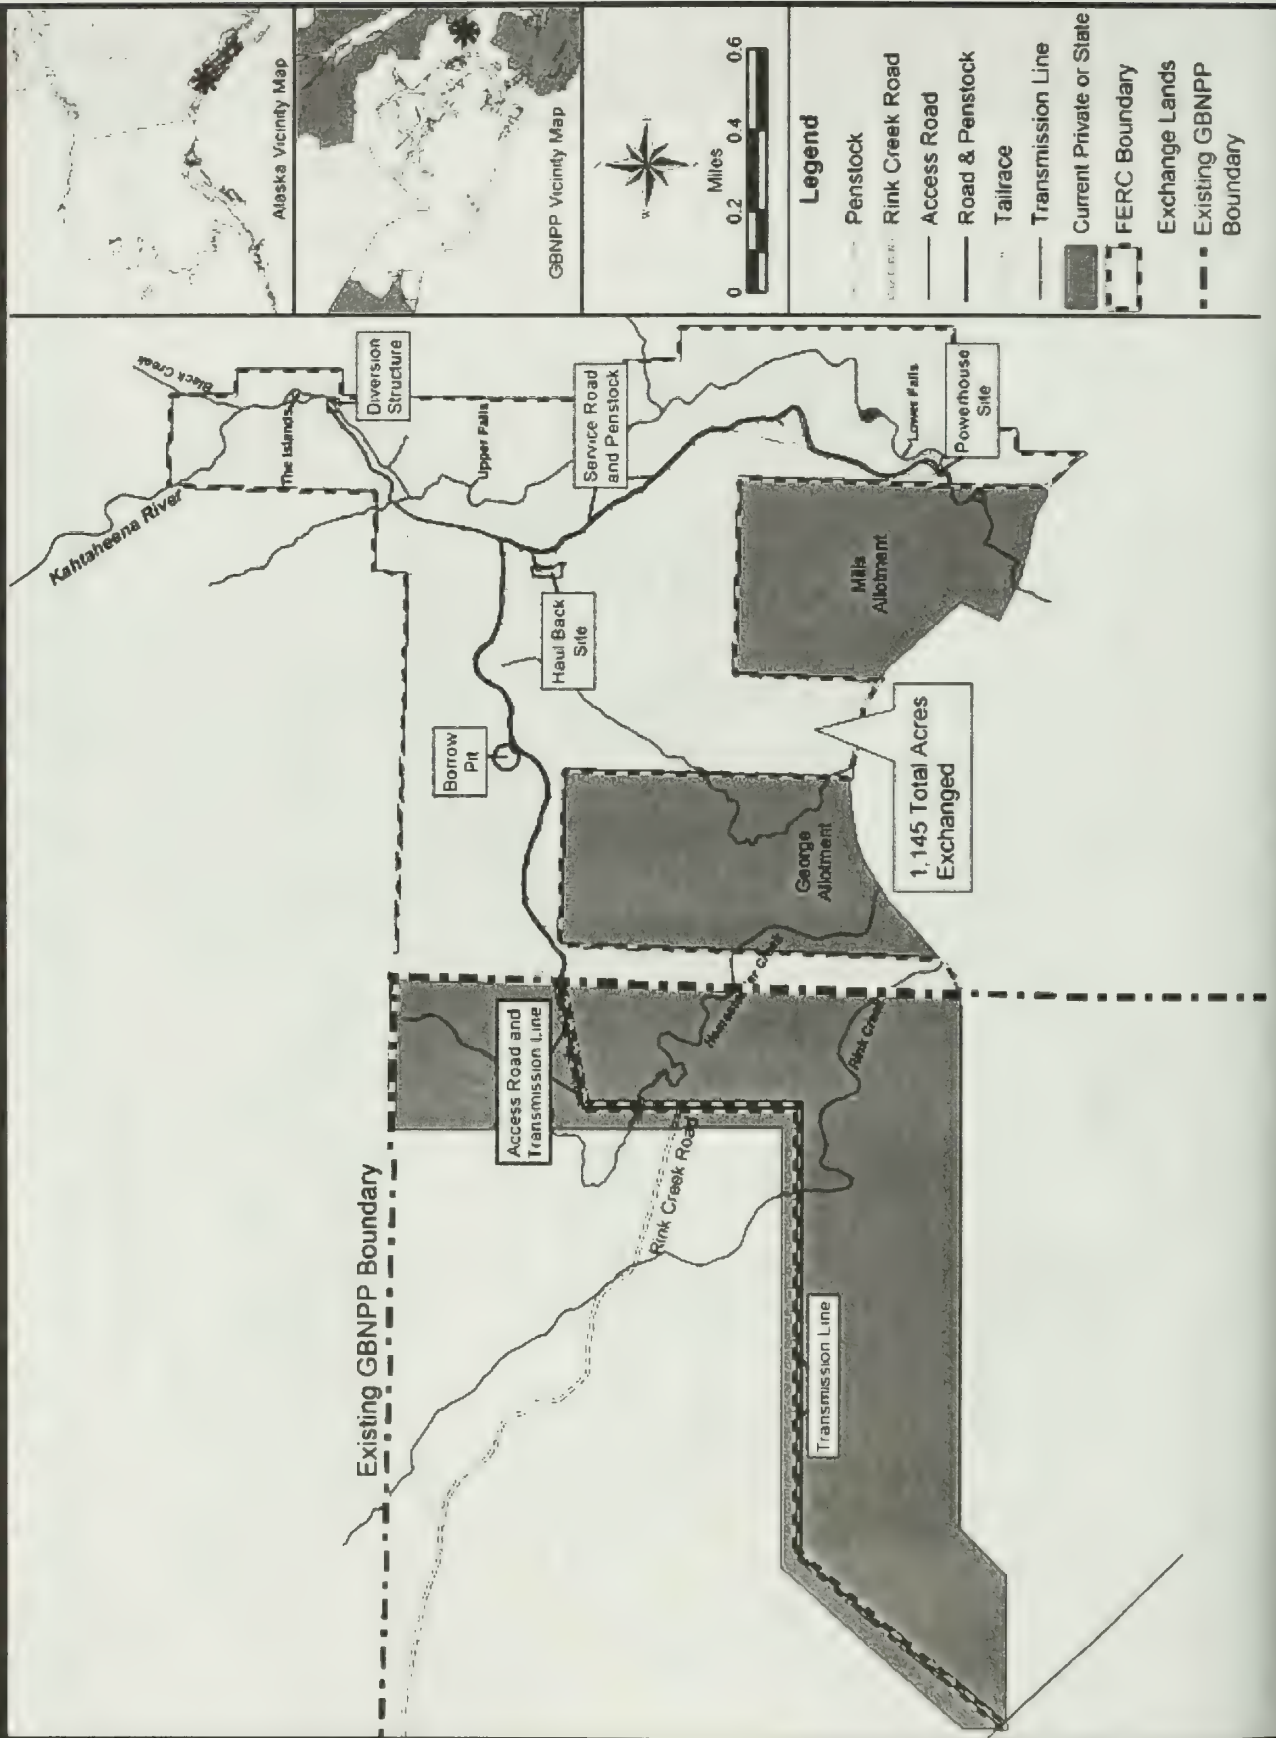 Existing GBNPP Boundary
Kahtaheena River
Black Creek
The Islands
Diversion
Structure
Upper Falls
Service Road
and Penstock
Haul Back
Site
Borrow
Pit
Access Road and
Transmission Line
Rink Creek Road
Rink Creek
Transmission Line
George
Allotment
Mills
Allotment
Lower Falls
Powerhouse
Site
1,145 Total Acres
Exchanged
Alaska Vicinity Map
GBNPP Vicinity Map
W
Miles
0 0.2 0.4 0.6
Legend
Penstock
Rink Creek Road
Access Road
Road & Penstock
Tailrace
Transmission Line
Current Private or State
FERC Boundary
Exchange Lands
Existing GBNPP
Boundary